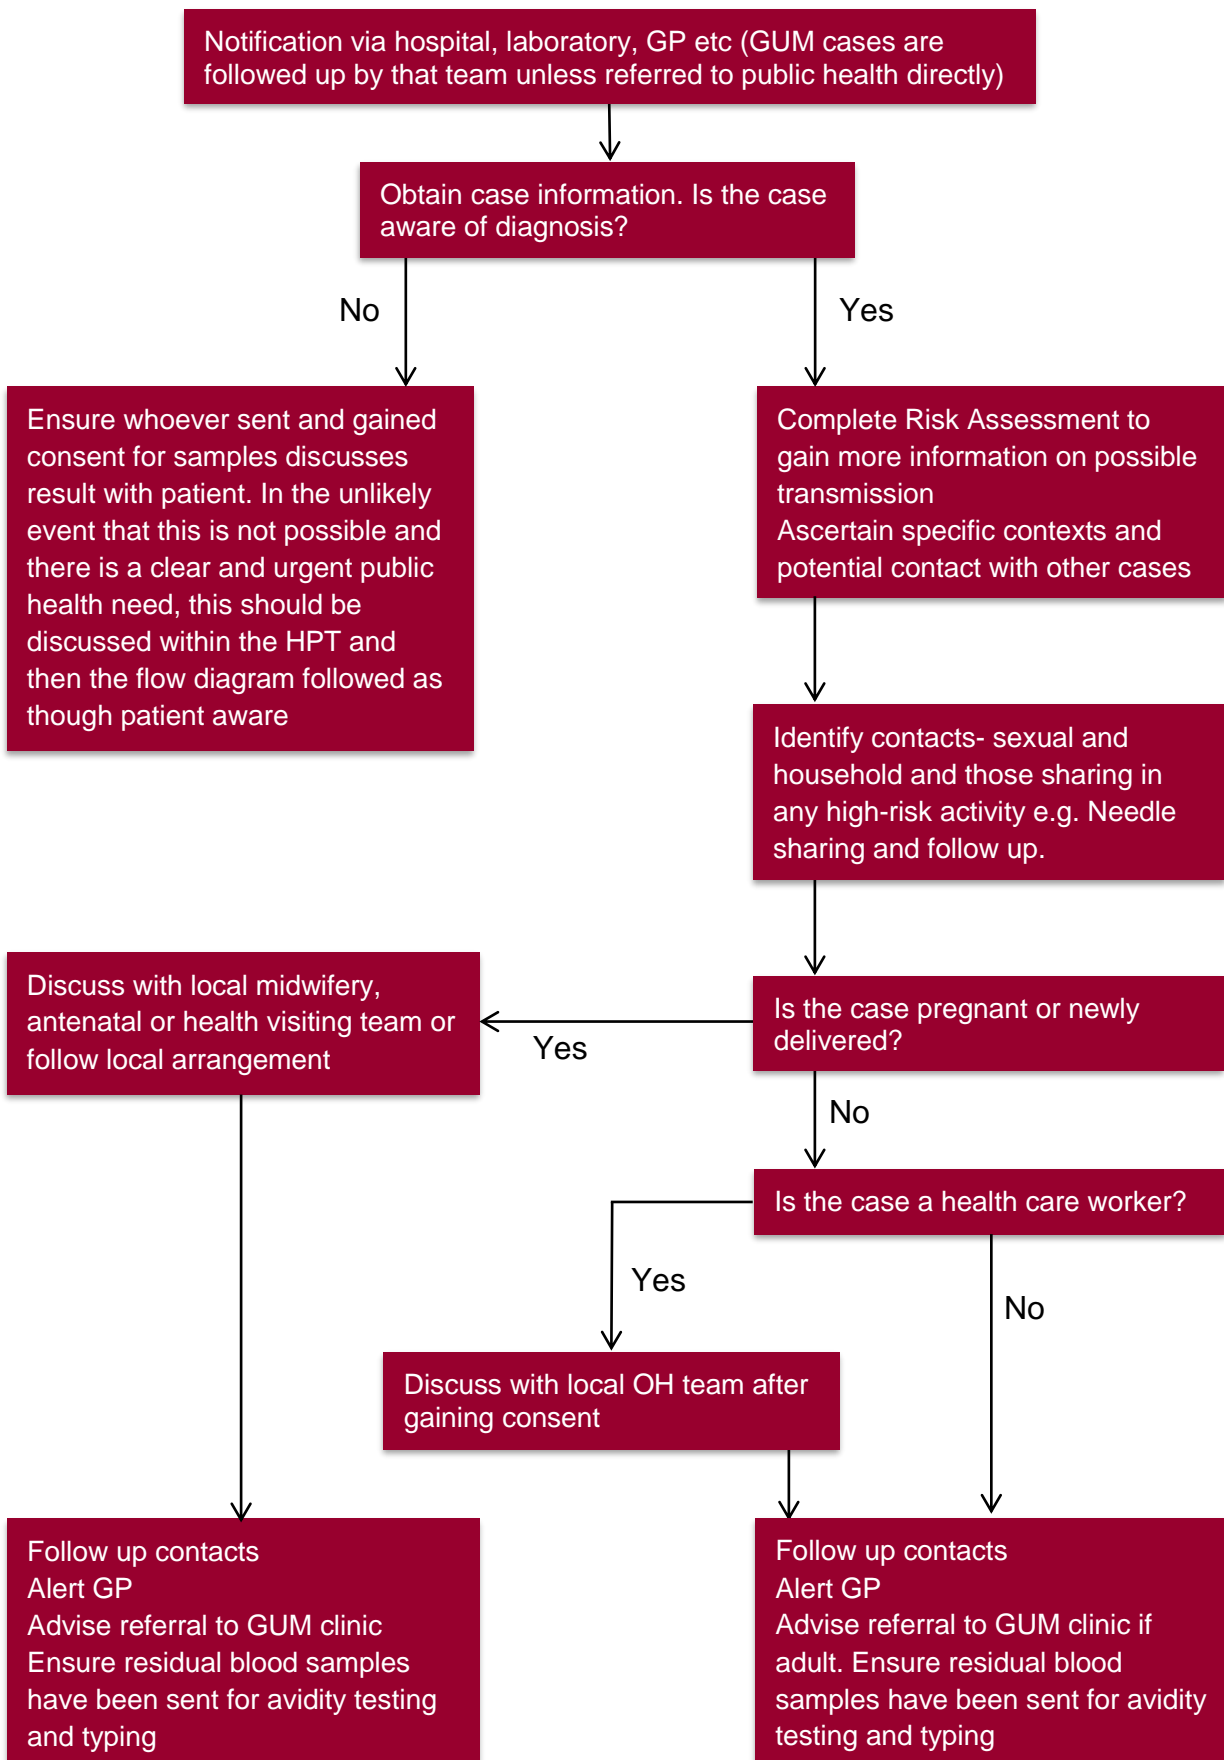 Notification via hospital, laboratory, GP etc (GUM cases are
followed up by that team unless referred to public health directly)
Obtain case information. Is the case
aware of diagnosis?
No
Yes
Ensure whoever sent and gained
consent for samples discusses
result with patient. In the unlikely
event that this is not possible and
there is a clear and urgent public
health need, this should be
discussed within the HPT and
then the flow diagram followed as
though patient aware
Complete Risk Assessment to
gain more information on possible
transmission
Ascertain specific contexts and
potential contact with other cases
Identify contacts- sexual and
household and those sharing in
any high-risk activity e.g. Needle
sharing and follow up.
Discuss with local midwifery,
antenatal or health visiting team or
follow local arrangement
Yes
Is the case pregnant or newly
delivered?
No
Is the case a health care worker?
Yes
No
Discuss with local OH team after
gaining consent
Follow up contacts
Alert GP
Advise referral to GUM clinic
Ensure residual blood samples
have been sent for avidity testing
and typing
Follow up contacts
Alert GP
Advise referral to GUM clinic if
adult. Ensure residual blood
samples have been sent for avidity
testing and typing